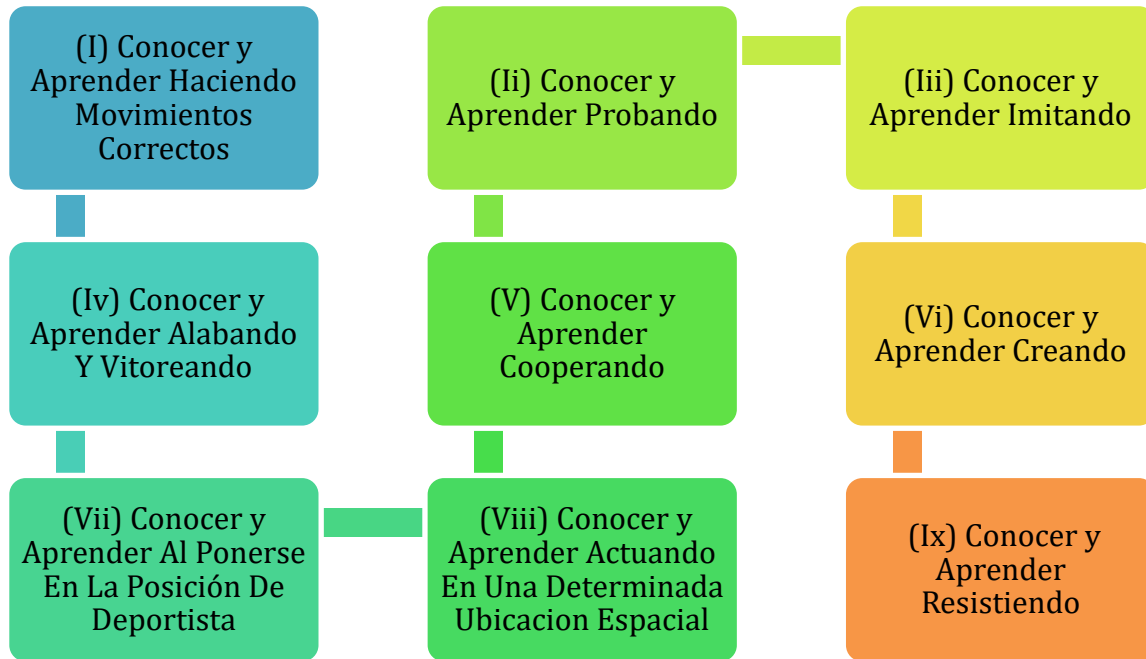 (I) Conocer y
Aprender Haciendo
Movimientos
Correctos
(Ii) Conocer y
Aprender Probando
(Iii) Conocer y
Aprender Imitando
(Iv) Conocer y
Aprender Alabando
Y Vitoreando
(V) Conocer y
Aprender
Cooperando
(Vi) Conocer y
Aprender Creando
(Vii) Conocer y
Aprender Al Ponerse
En La Posición De
Deportista
(Viii) Conocer y
Aprender Actuando
En Una Determinada
Ubicacion Espacial
(Ix) Conocer y
Aprender
Resistiendo